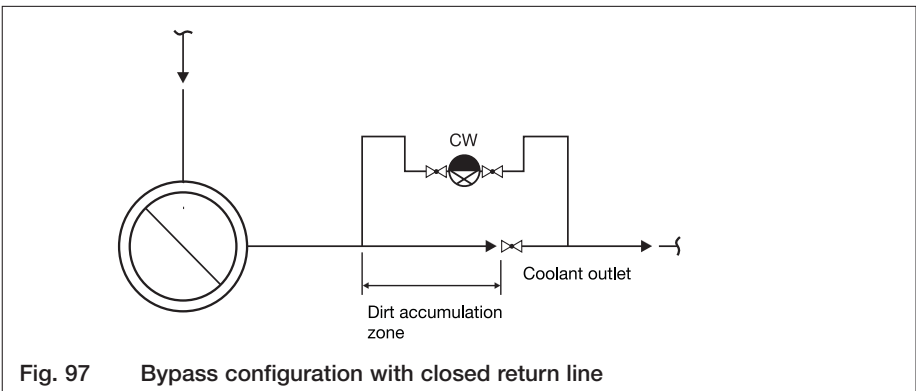 CW
Coolant outlet
Dirt accumulation
zone
Fig. 97 Bypass configuration with closed return line